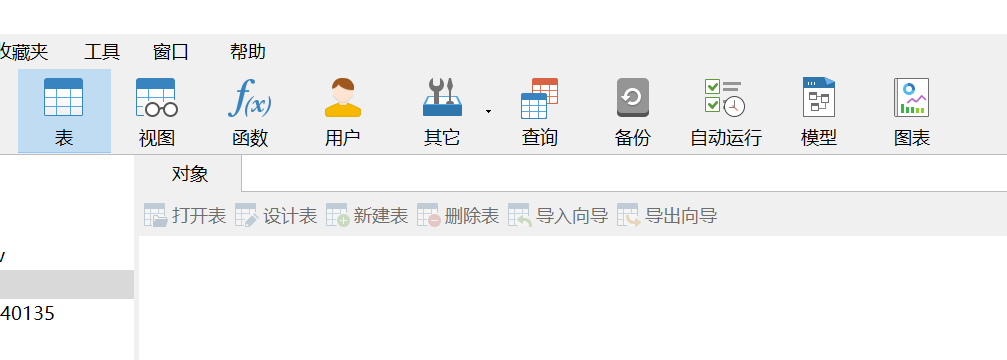 收藏夹 工具 窗口 帮助
表 视图 f(x) 函数 用户 其它 查询 备份 自动运行 模型 图表
对象
打开表 设计表 新建表 删除表 导入向导 导出向导
40135